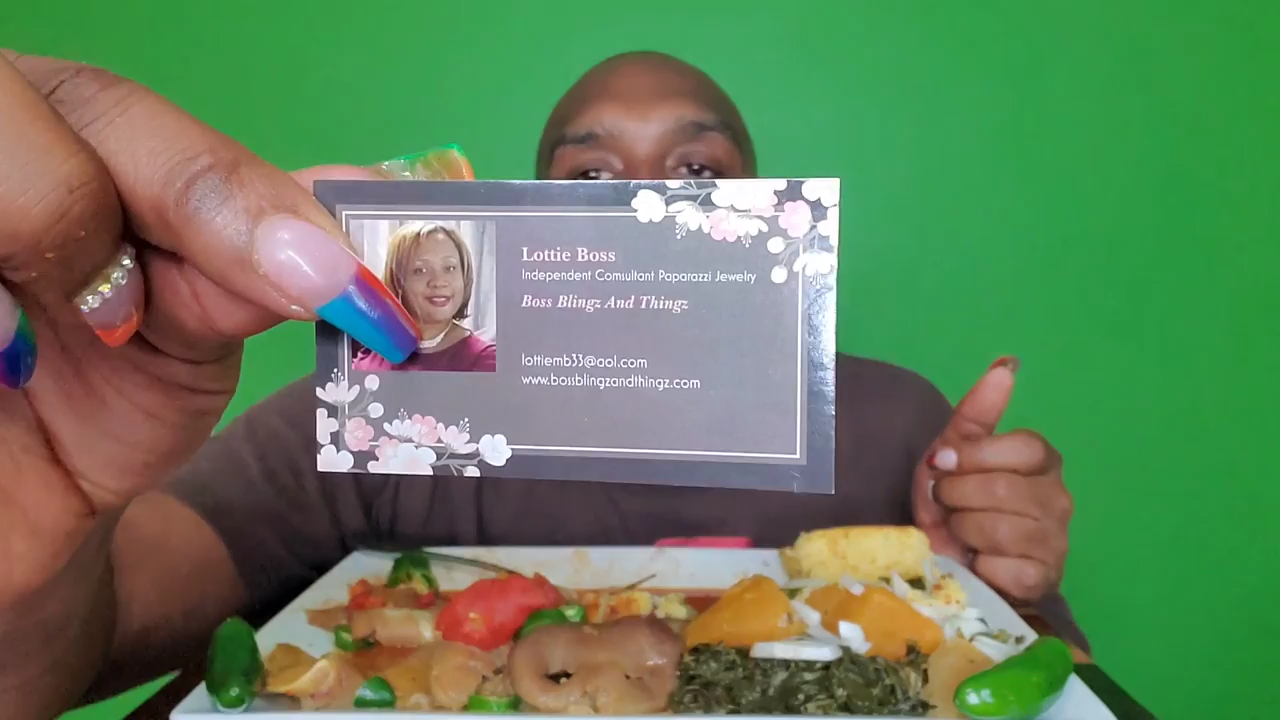 Lottie Boss
Independent Comsultant Paparazzi Jewelry
Boss Blingz And Thingz
lottiemb33@aol.com
www.bossblingzandthingz.com